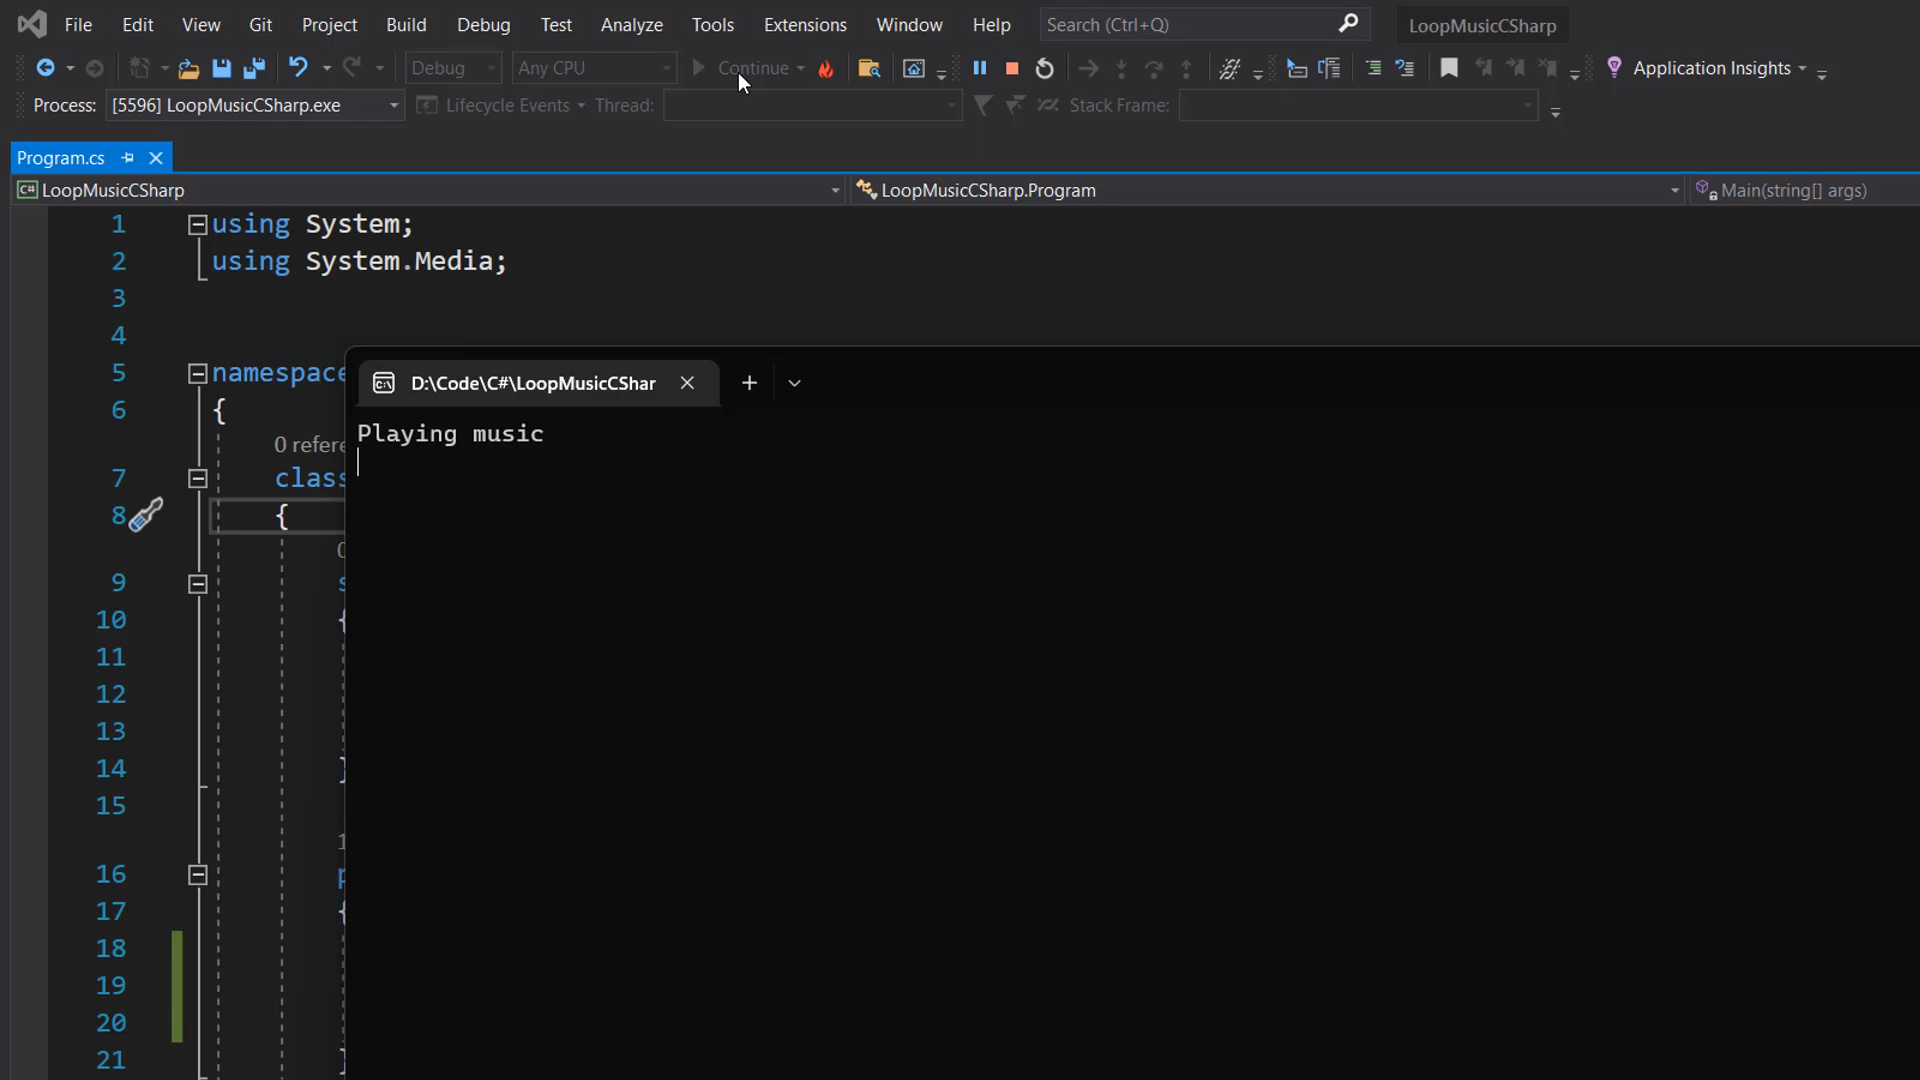 File Edit View Git Project Build Debug Test Analyze Tools Extensions Window Help Search (Ctrl+Q) LoopMusicCSharp
Debug Any CPU Continue Application Insights
Process: [5596] LoopMusicCSharp.exe Lifecycle Events Thread: Stack Frame:
Program.cs
C# LoopMusicCSharp LoopMusicCSharp.Program Main(string[] args)
1 using System;
2 using System.Media;
3
4
5 namespace
6 {
0 refere
7 class
8 {
9 s
10 {
11
12
13
14 }
15
1
16 p
17 {
18
19
20
21 }
D:\Code\C#\LoopMusicCShar
Playing music